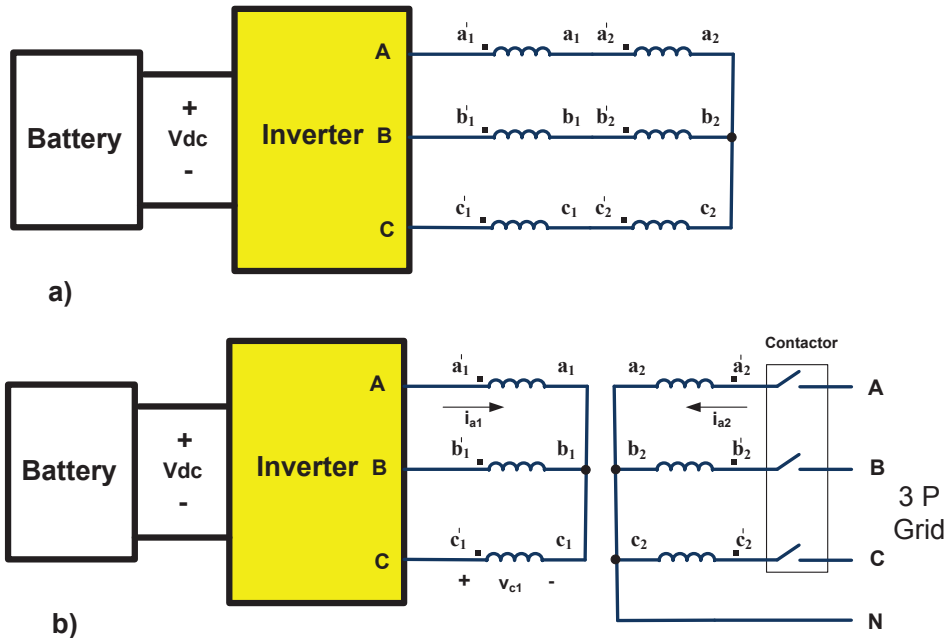 a'1 a1 a'2 a2
A
+
Battery Vdc Inverter B b'1 b1 b'2 b2
-
c'1 c1 c'2 c2
C
a)
Contactor
A a'1 a1 a2 a'2 A
ia1 ia2
+
Battery Vdc Inverter B b'1 b1 b2 b'2 B
-
3 P
Grid
C c'1 c1 c2 c'2 C
+ vc1 -
N
b)